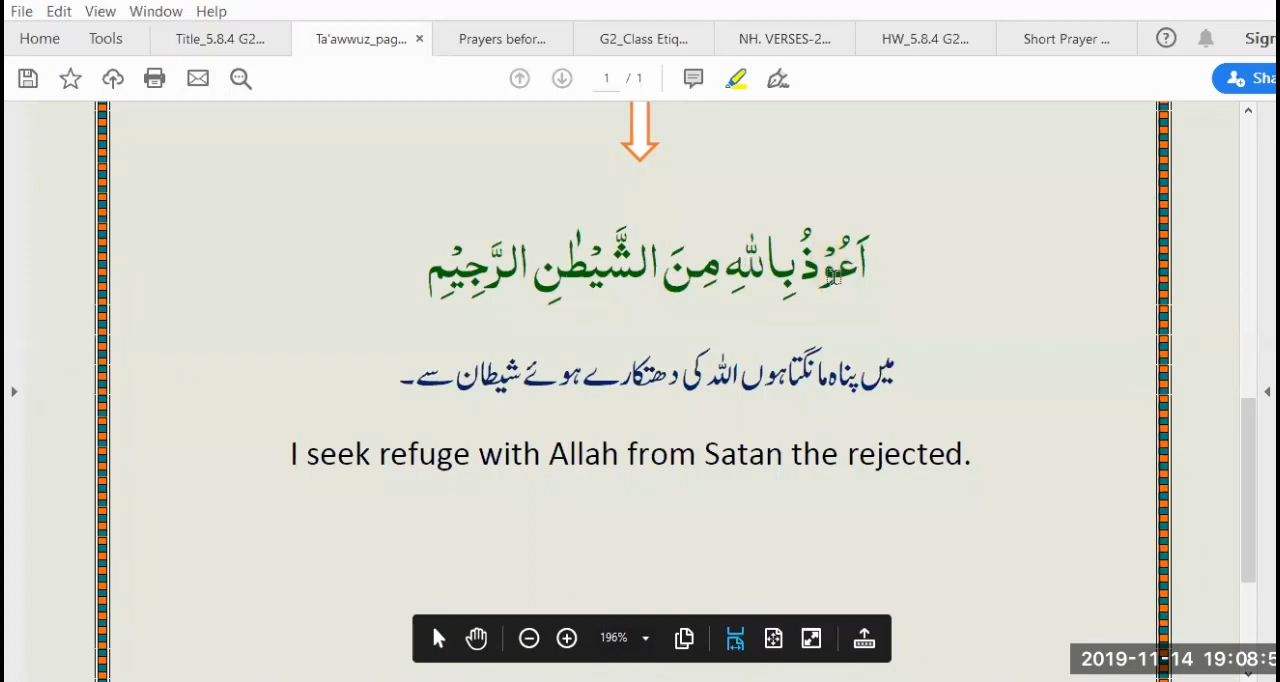 File Edit View Window Help
Home Tools Title_5.8.4 G2... Ta'awwuz_pag... × Prayers befor... G2_Class Etiq... NH. VERSES-2... HW_5.8.4 G2... Short Prayer ... Sign
1 / 1 Sha
اَعُوْذُ بِاللّٰهِ مِنَ الشَّيْطٰنِ الرَّجِيْمِ
میں پناہ مانگتا ہوں اللہ کی دھتکارے ہوئے شیطان سے۔
I seek refuge with Allah from Satan the rejected.
196%
2019-11-14 19:08:5